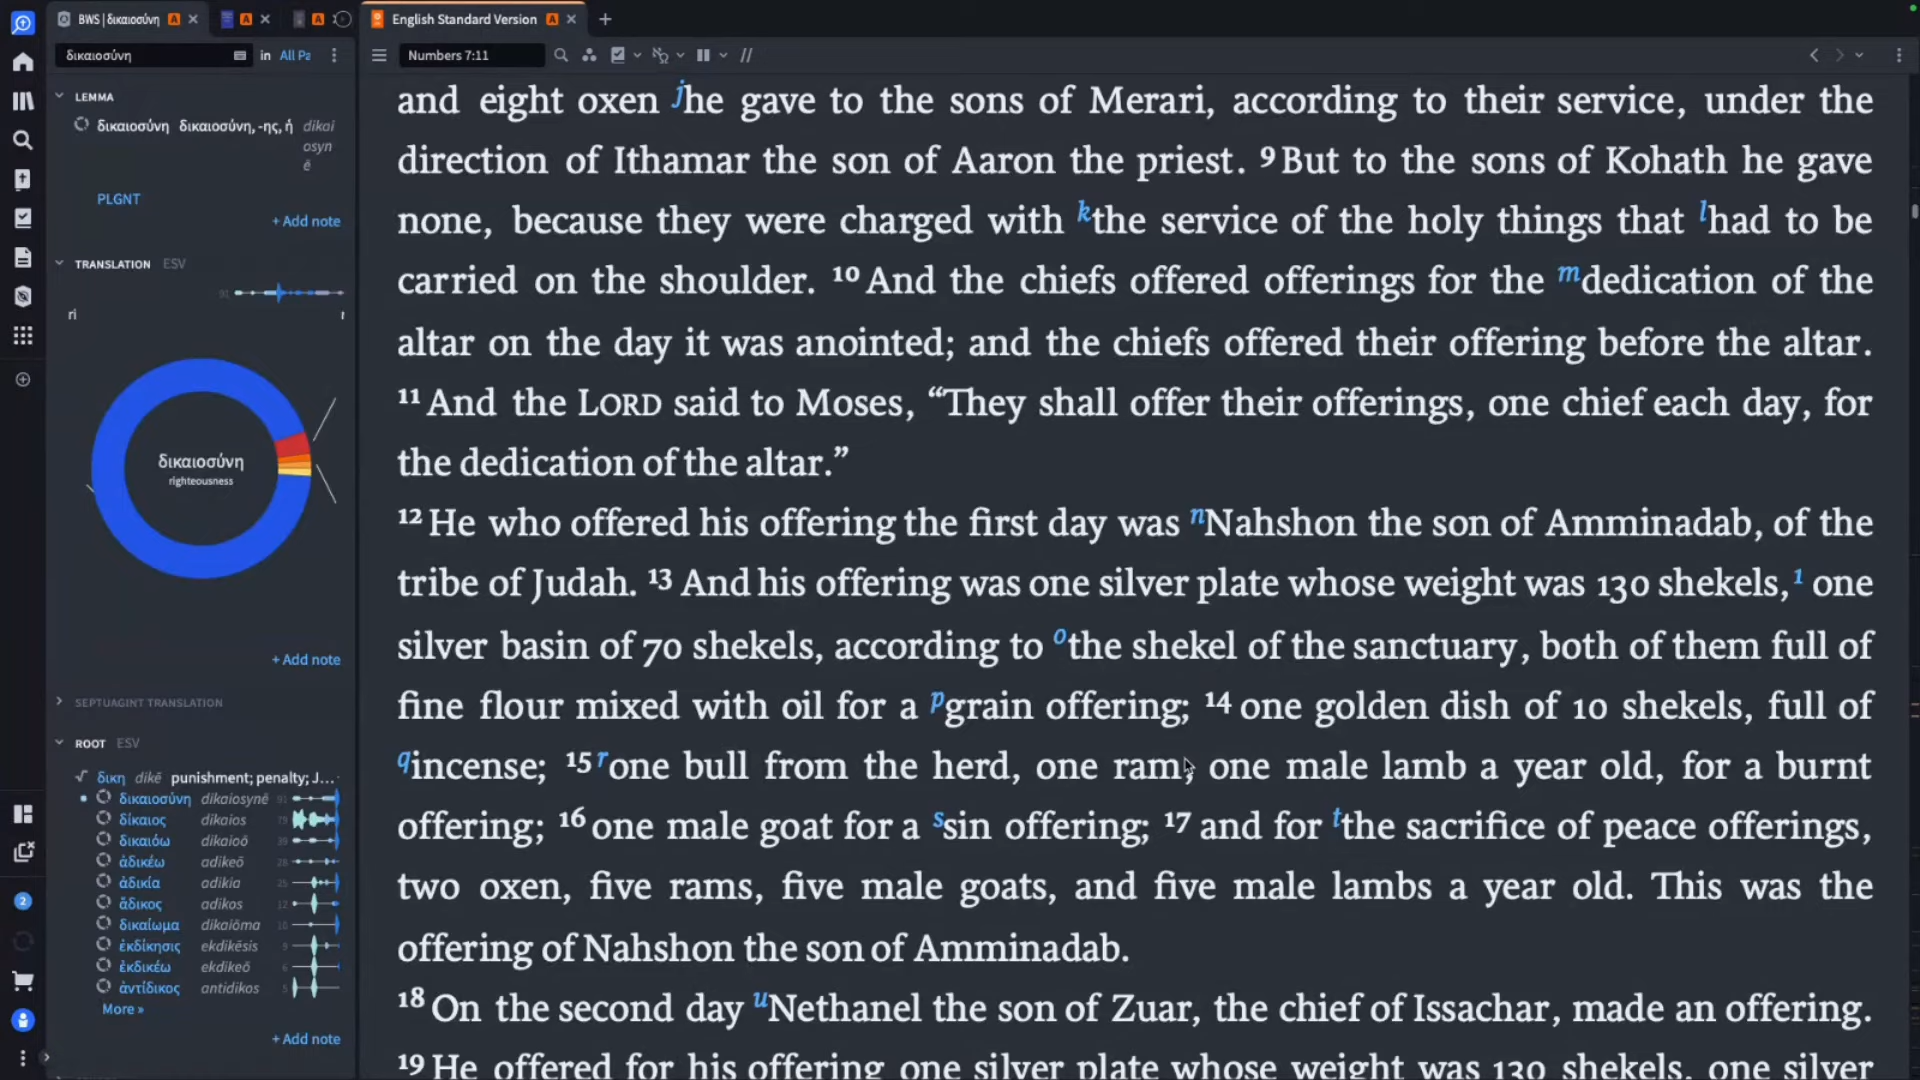 BWS | δικαιοσύνη A
A
A
English Standard Version A
δικαιοσύνη in All Pa
Numbers 7:11
LEMMA
δικαιοσύνη δικαιοσύνη, -ης, ἡ dikai
osyn
ē
PLGNT
+ Add note
TRANSLATION ESV
91
ri
δικαιοσύνη
righteousness
+ Add note
SEPTUAGINT TRANSLATION
ROOT ESV
δικη dikē punishment; penalty; J…
δικαιοσύνη dikaiosynē 91
δίκαιος dikaios 79
δικαιόω dikaioō 39
ἀδικέω adikeō 28
ἀδικία adikia 25
ἄδικος adikos 12
δικαίωμα dikaiōma 10
ἐκδίκησις ekdikēsis 9
ἐκδικέω ekdikeō 6
ἀντίδικος antidikos 5
More »
+ Add note
2
and eight oxen jhe gave to the sons of Merari, according to their service, under the
direction of Ithamar the son of Aaron the priest. 9 But to the sons of Kohath he gave
none, because they were charged with kthe service of the holy things that lhad to be
carried on the shoulder. 10 And the chiefs offered offerings for the mdedication of the
altar on the day it was anointed; and the chiefs offered their offering before the altar.
11 And the LORD said to Moses, “They shall offer their offerings, one chief each day, for
the dedication of the altar.”
12 He who offered his offering the first day was nNahshon the son of Amminadab, of the
tribe of Judah. 13 And his offering was one silver plate whose weight was 130 shekels,1 one
silver basin of 70 shekels, according to othe shekel of the sanctuary, both of them full of
fine flour mixed with oil for a pgrain offering; 14 one golden dish of 10 shekels, full of
qincense; 15 rone bull from the herd, one ram, one male lamb a year old, for a burnt
offering; 16 one male goat for a ssin offering; 17 and for tthe sacrifice of peace offerings,
two oxen, five rams, five male goats, and five male lambs a year old. This was the
offering of Nahshon the son of Amminadab.
18 On the second day uNethanel the son of Zuar, the chief of Issachar, made an offering.
19 He offered for his offering one silver plate whose weight was 130 shekels, one silver